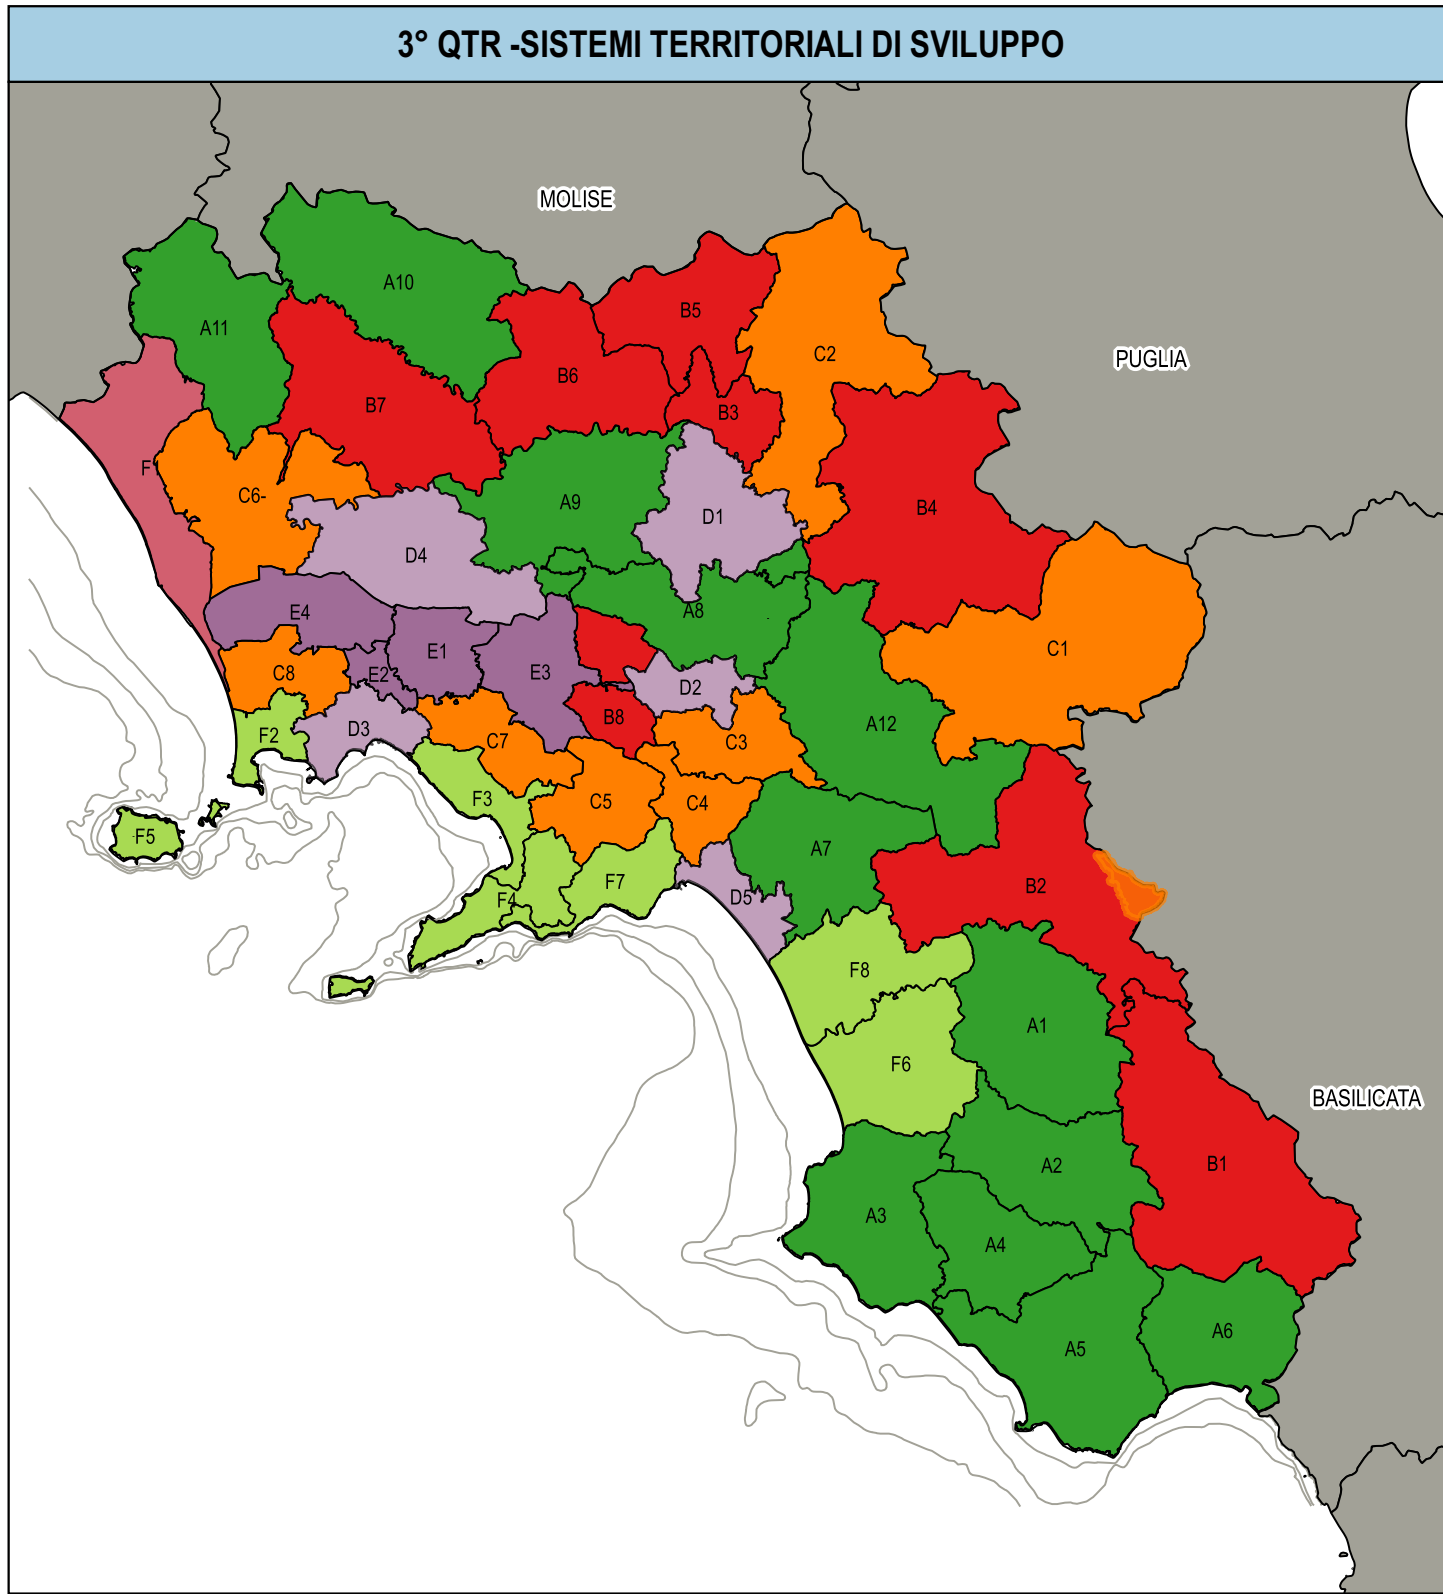 3° QTR -SISTEMI TERRITORIALI DI SVILUPPO
MOLISE
A10
B5
A11
C2
PUGLIA
B6
B7
B3
F1
C6-
A9
D1
B4
D4
E4
A8
E1
C1
C8
E2
E3
D2
B8
A12
F2
D3
C7
C3
F3
C5
C4
F5
A7
F7
B2
F4
D5
F8
A1
F6
BASILICATA
A2
B1
A3
A4
A6
A5